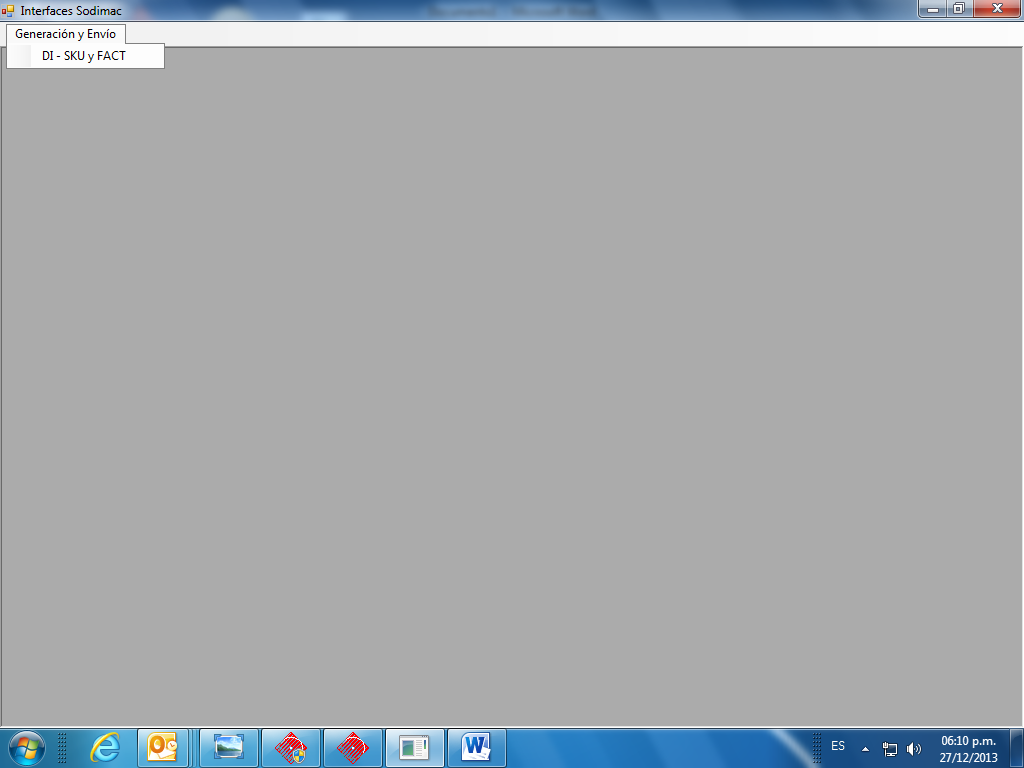 Interfaces Sodimac
Generación y Envío
DI - SKU y FACT
ES
06:10 p.m.
27/12/2013